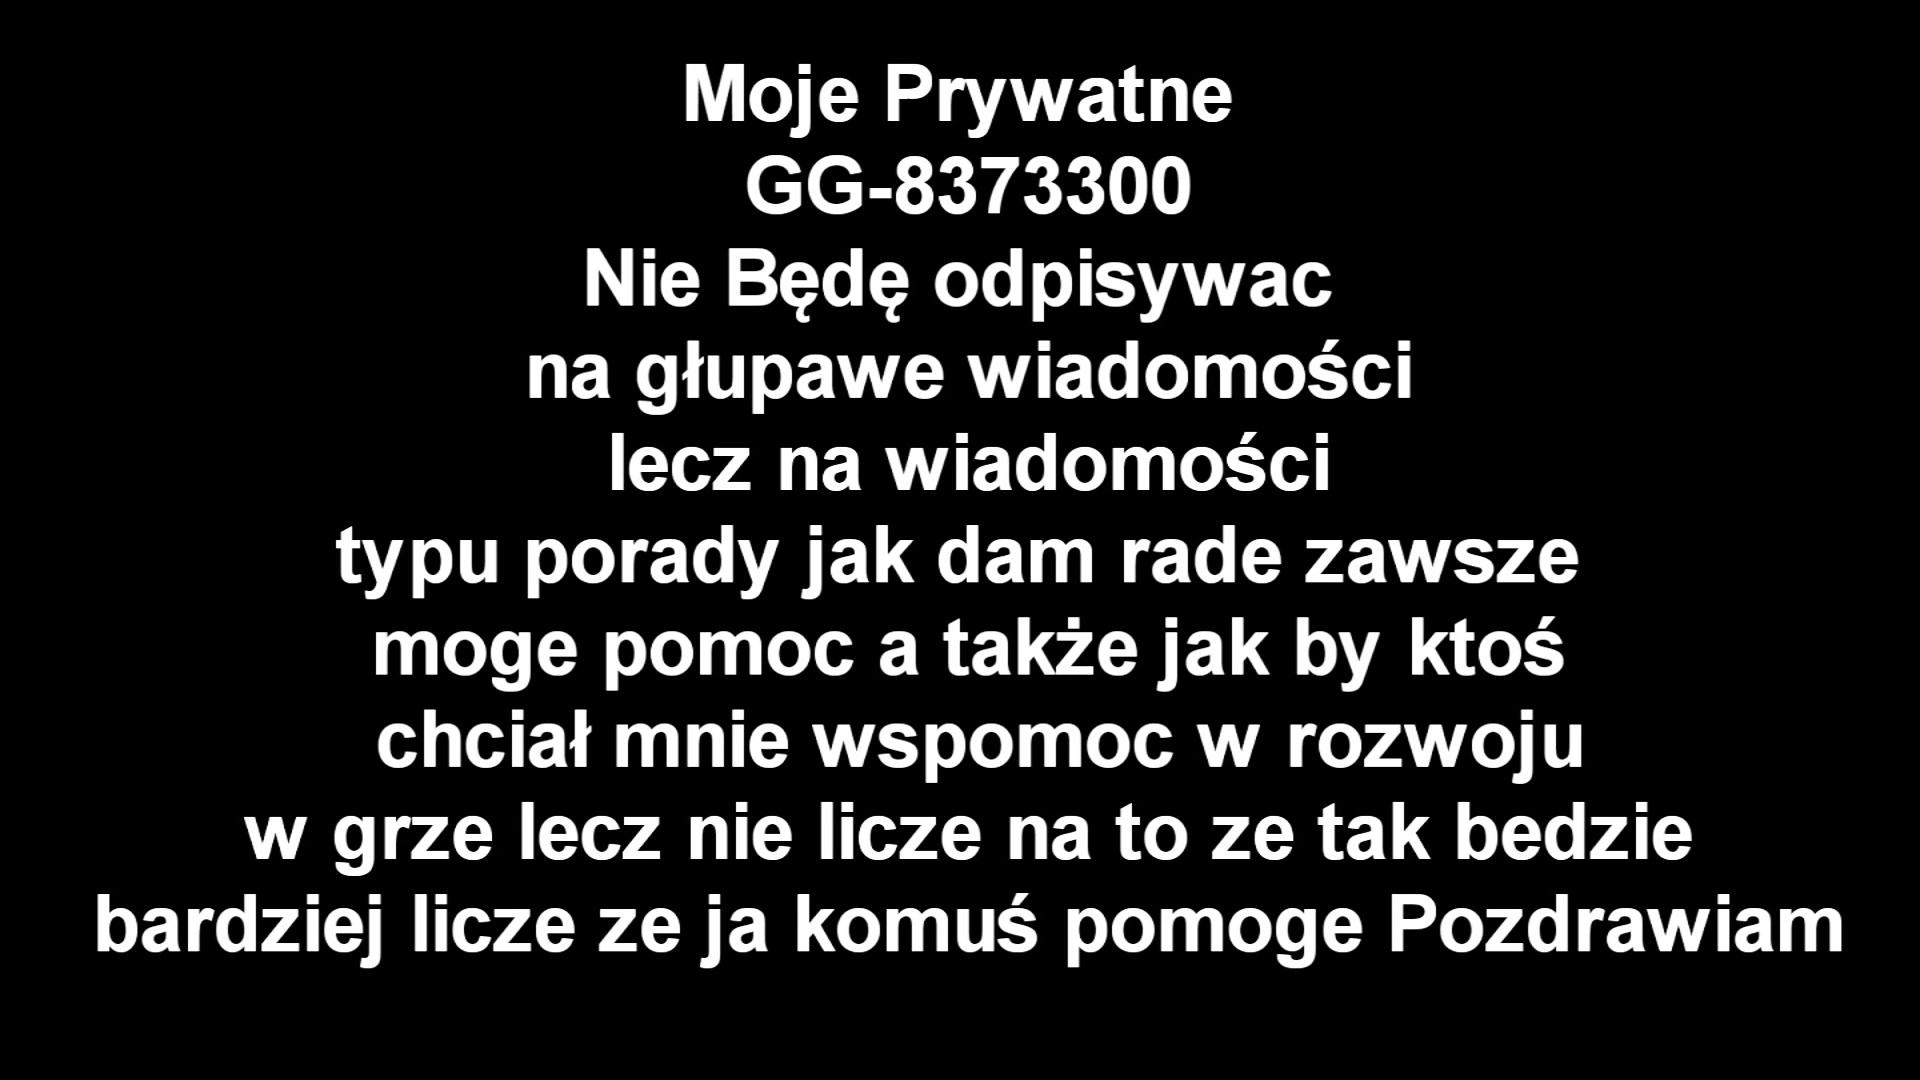 Moje Prywatne
GG-8373300
Nie Będę odpisywac
na głupawe wiadomości
lecz na wiadomości
typu porady jak dam rade zawsze
moge pomoc a także jak by ktoś
chciał mnie wspomoc w rozwoju
w grze lecz nie licze na to ze tak bedzie
bardziej licze ze ja komuś pomoge Pozdrawiam